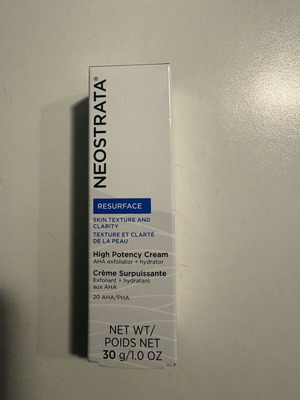 NEOSTRATA®
RESURFACE
SKIN TEXTURE AND
CLARITY
TEXTURE ET CLARTÉ
DE LA PEAU
High Potency Cream
AHA exfoliator + hydrator
Crème Surpuissante
Exfoliant + hydratant
aux AHA
20 AHA/PHA
NET WT/
POIDS NET
30 g/1.0 OZ